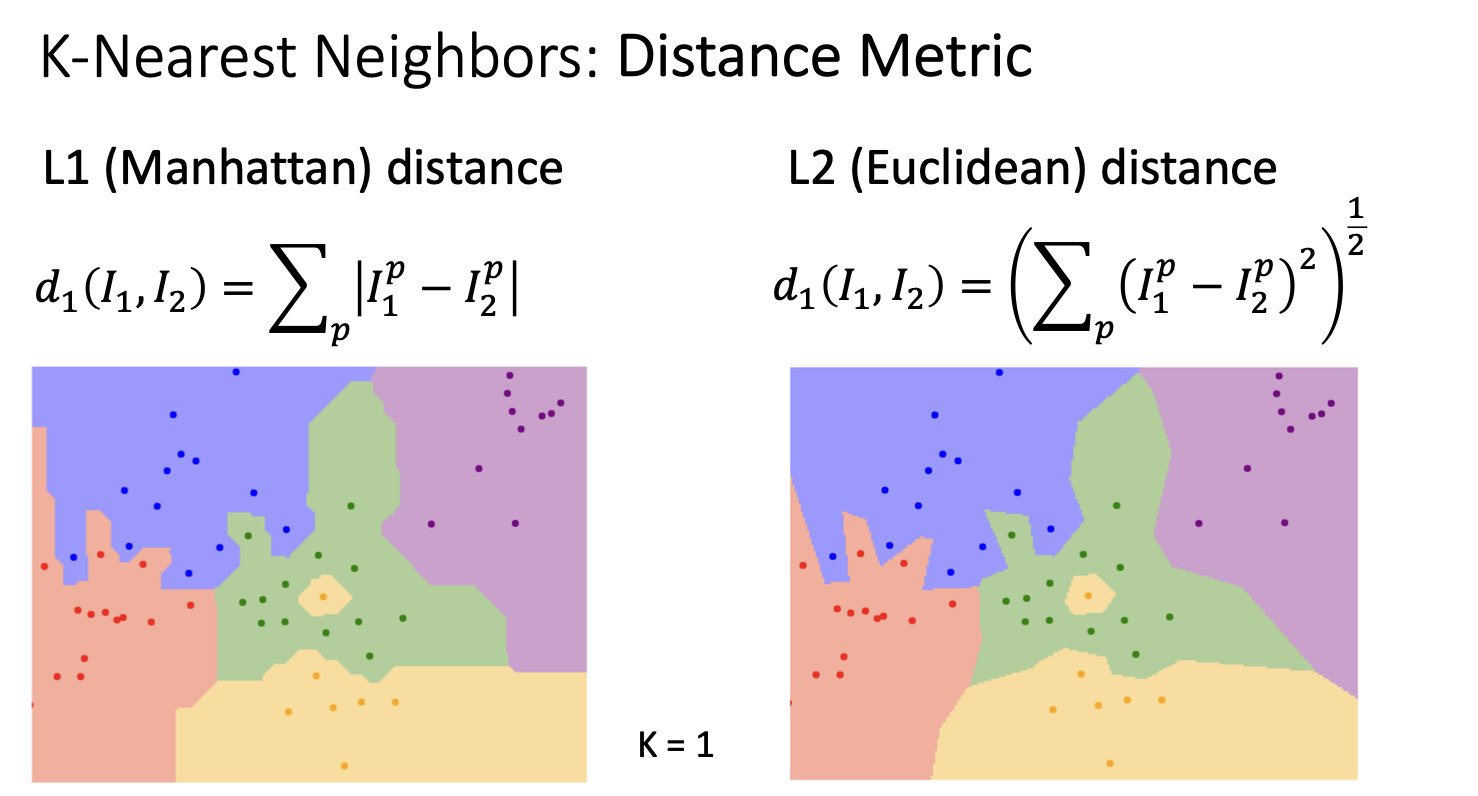 K-Nearest Neighbors: Distance Metric
L1 (Manhattan) distance
d₁(I₁, I₂) = ∑ₚ |I₁ᵖ − I₂ᵖ|
L2 (Euclidean) distance
d₁(I₁, I₂) = (∑ₚ (I₁ᵖ − I₂ᵖ)²)^(1/2)
K = 1